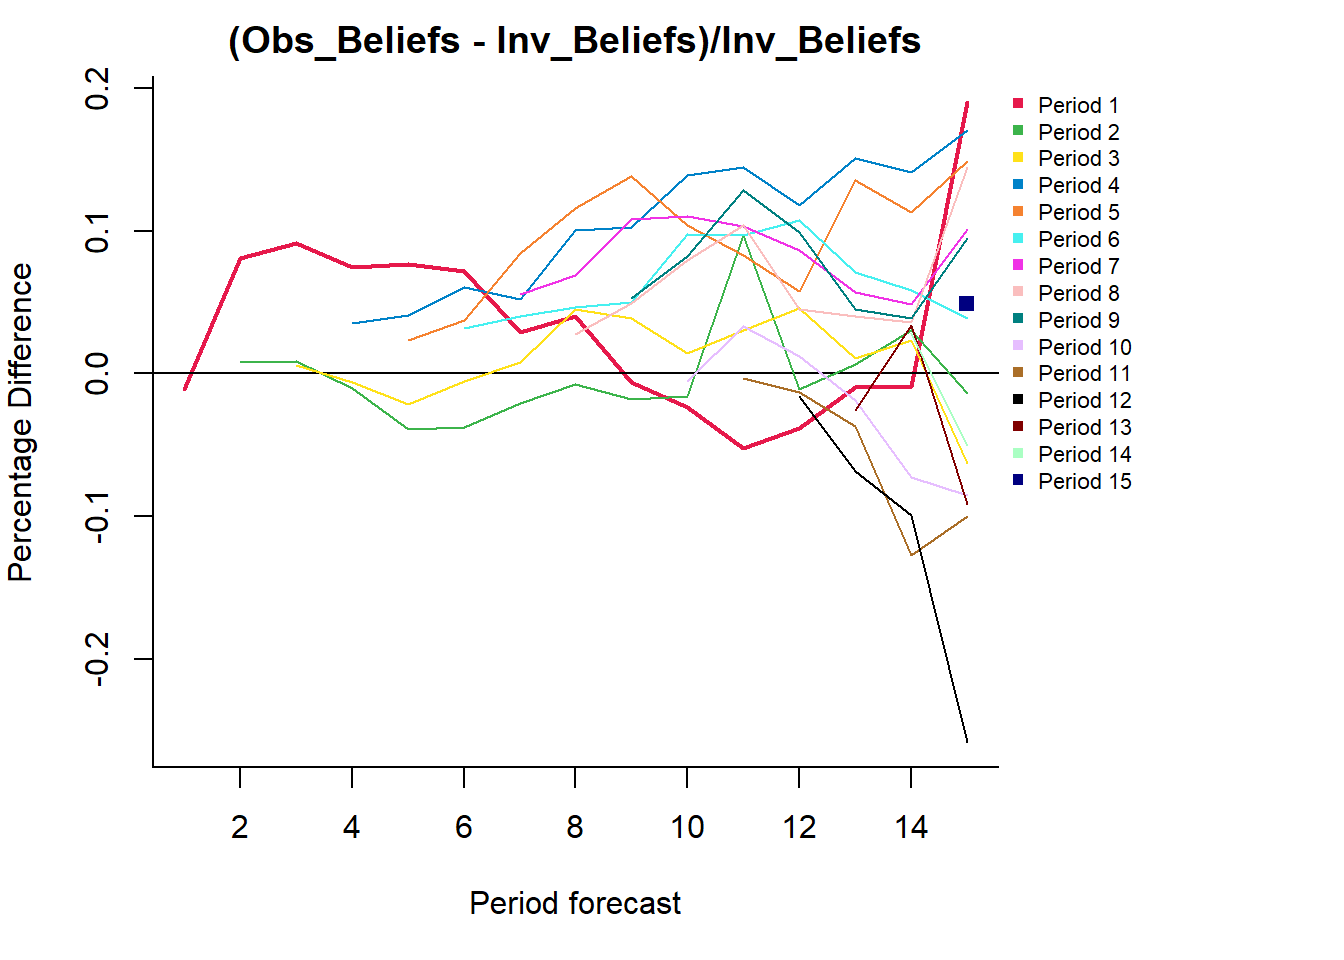 (Obs_Beliefs - Inv_Beliefs)/Inv_Beliefs
Percentage Difference
0.2
0.1
0.0
-0.1
-0.2
2 4 6 8 10 12 14
Period forecast
Period 1
Period 2
Period 3
Period 4
Period 5
Period 6
Period 7
Period 8
Period 9
Period 10
Period 11
Period 12
Period 13
Period 14
Period 15